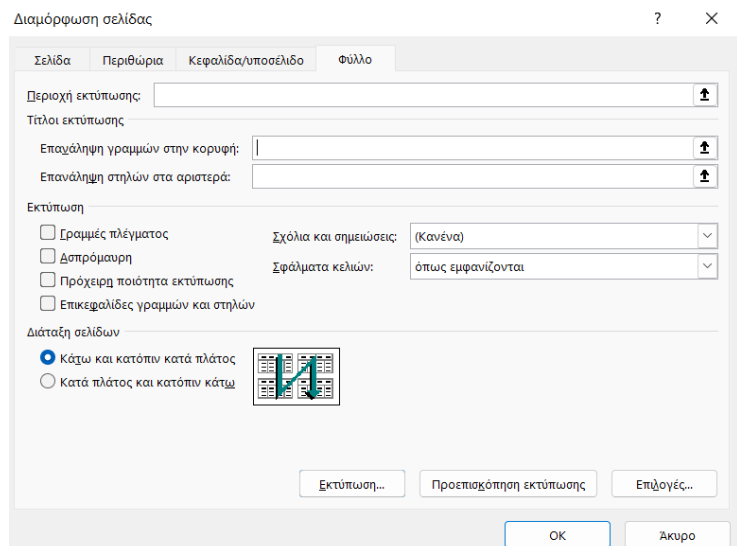 Διαμόρφωση σελίδας ?
Σελίδα Περιθώρια Κεφαλίδα/υποσέλιδο Φύλλο
Περιοχή εκτύπωσης:
Τίτλοι εκτύπωσης
Επανάληψη γραμμών στην κορυφή:
Επανάληψη στηλών στα αριστερά:
Εκτύπωση
Γραμμές πλέγματος
Ασπρόμαυρη
Πρόχειρη ποιότητα εκτύπωσης
Επικεφαλίδες γραμμών και στηλών
Σχόλια και σημειώσεις: (Κανένα)
Σφάλματα κελιών: όπως εμφανίζονται
Διάταξη σελίδων
Κάτω και κατόπιν κατά πλάτος
Κατά πλάτος και κατόπιν κάτω
Εκτύπωση... Προεπισκόπηση εκτύπωσης Επιλογές...
OK Άκυρο